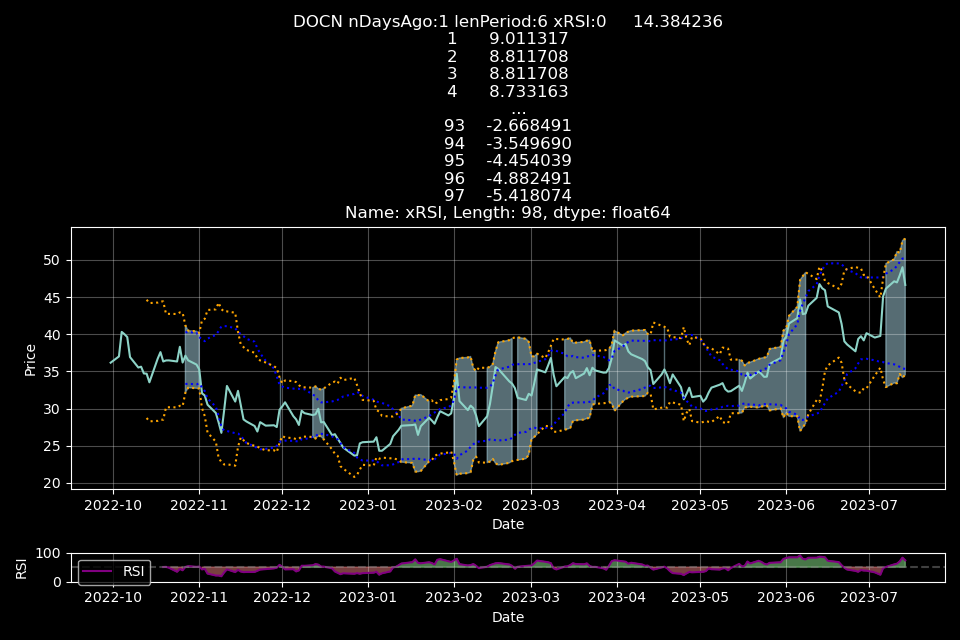 DOCN nDaysAgo:1 lenPeriod:6 xRSI:0 14.384236
1 9.011317
2 8.811708
3 8.811708
4 8.733163
...
93 -2.668491
94 -3.549690
95 -4.454039
96 -4.882491
97 -5.418074
Name: xRSI, Length: 98, dtype: float64
Price
50
45
40
35
30
25
20
2022-10 2022-11 2022-12 2023-01 2023-02 2023-03 2023-04 2023-05 2023-06 2023-07
Date
RSI
100
0
RSI
2022-10 2022-11 2022-12 2023-01 2023-02 2023-03 2023-04 2023-05 2023-06 2023-07
Date